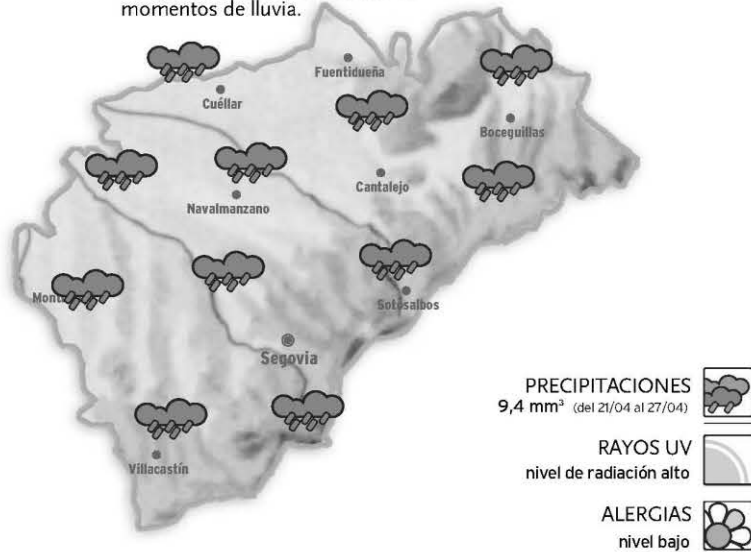 momentos de lluvia.
Fuentidueña
Cuéllar
Boceguillas
Cantalejo
Navalmanzano
Sotosalbos
Segovia
Villacastín
PRECIPITACIONES
9,4 mm³ (del 21/04 al 27/04)
RAYOS UV
nivel de radiación alto
ALERGIAS
nivel bajo